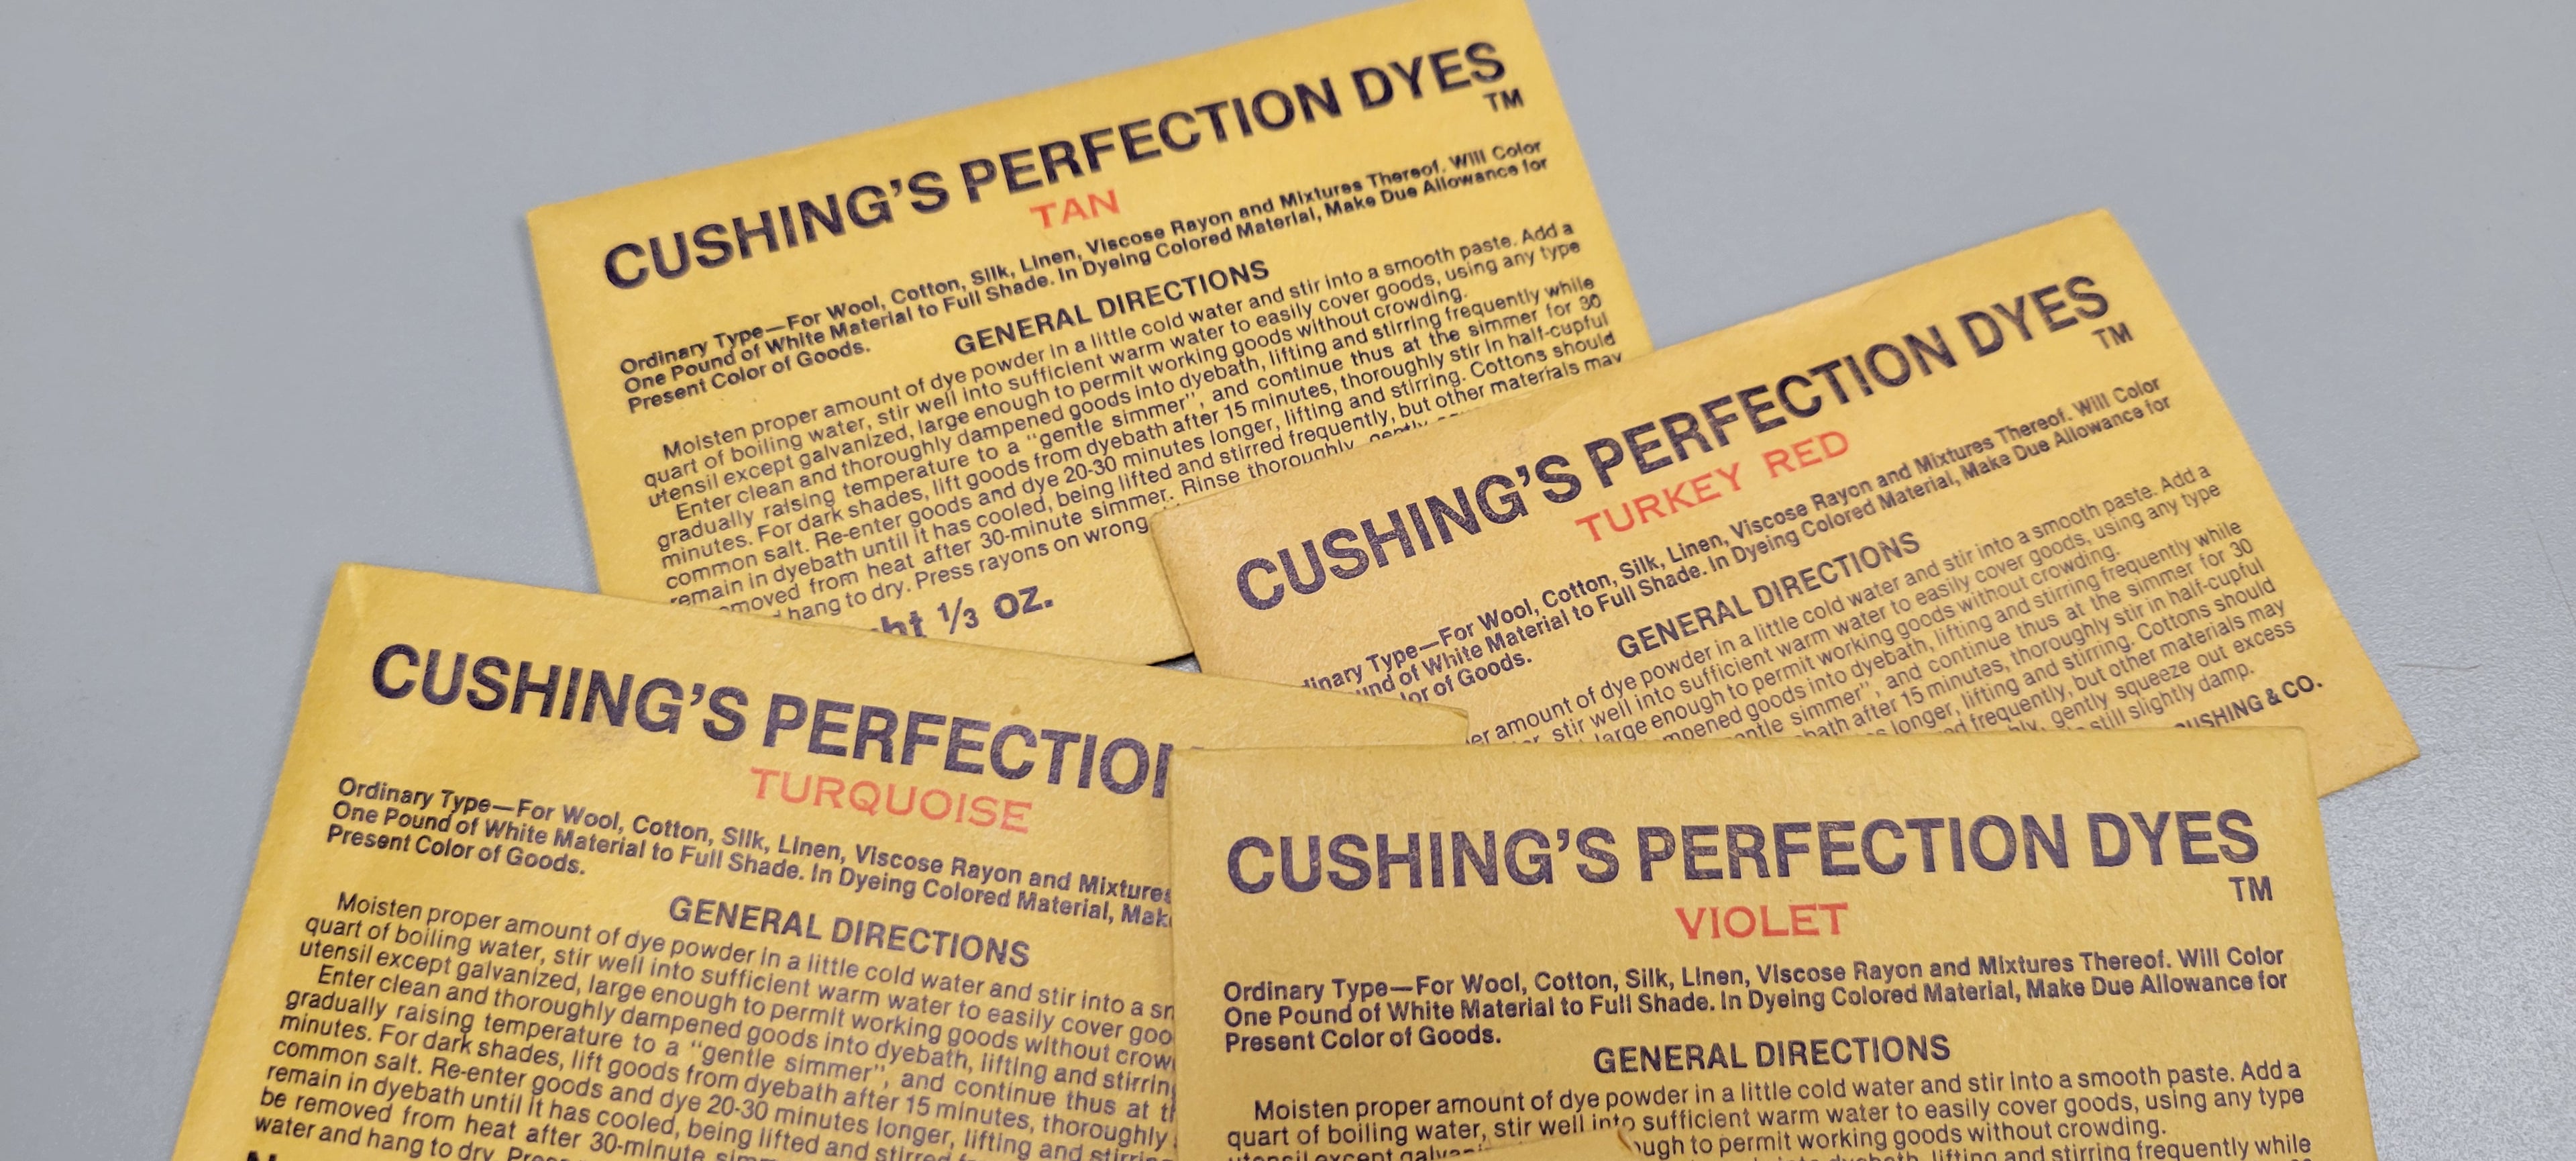 CUSHING'S PERFECTION DYES
TM
TAN
Ordinary Type—For Wool, Cotton, Silk, Linen, Viscose Rayon and Mixtures Thereof. Will Color
One Pound of White Material to Full Shade. In Dyeing Colored Material, Make Due Allowance for
Present Color of Goods.
GENERAL DIRECTIONS
Moisten proper amount of dye powder in a little cold water and stir into a smooth paste. Add a
quart of boiling water, stir well into sufficient warm water to easily cover goods, using any type
utensil except galvanized, large enough to permit working goods without crowding.
Enter clean and thoroughly dampened goods into dyebath, lifting and stirring frequently while
gradually raising temperature to a "gentle simmer", and continue thus at the simmer for 30
minutes. For dark shades, lift goods from dyebath after 15 minutes, thoroughly stir in half-cupful
common salt. Re-enter goods and dye 20-30 minutes longer, lifting and stirring. Cottons should
remain in dyebath until it has cooled, being lifted and stirred frequently, but other materials may
removed from heat after 30-minute simmer. Rinse thoroughly, gently
hang to dry. Press rayons on wrong
1/3 oz.
CUSHING'S PERFECTION DYES
TM
TURKEY RED
Type—For Wool, Cotton, Silk, Linen, Viscose Rayon and Mixtures Thereof. Will Color
of White Material to Full Shade. In Dyeing Colored Material, Make Due Allowance for
of Goods.
GENERAL DIRECTIONS
amount of dye powder in a little cold water and stir into a smooth paste. Add a
stir well into sufficient warm water to easily cover goods, using any type
large enough to permit working goods without crowding.
goods into dyebath, lifting and stirring frequently while
simmer", and continue thus at the simmer for 30
after 15 minutes, thoroughly stir in half-cupful
longer, lifting and stirring. Cottons should
frequently, but other materials may
gently squeeze out excess
still slightly damp.
CUSHING & CO.
CUSHING'S PERFECTION
TURQUOISE
Ordinary Type—For Wool, Cotton, Silk, Linen, Viscose Rayon and Mixtures
One Pound of White Material to Full Shade. In Dyeing Colored Material, Mak
Present Color of Goods.
GENERAL DIRECTIONS
Moisten proper amount of dye powder in a little cold water and stir into a sm
quart of boiling water, stir well into sufficient warm water to easily cover goo
utensil except galvanized, large enough to permit working goods without crow
Enter clean and thoroughly dampened goods into dyebath, lifting and stirring
gradually raising temperature to a "gentle simmer", and continue thus at th
minutes. For dark shades, lift goods from dyebath after 15 minutes, thoroughly
common salt. Re-enter goods and dye 20-30 minutes longer, lifting and
remain in dyebath until it has cooled, being lifted and stirred
be removed from heat after 30-minute
water and hang to dry.
CUSHING'S PERFECTION DYES
TM
VIOLET
Ordinary Type—For Wool, Cotton, Silk, Linen, Viscose Rayon and Mixtures Thereof. Will Color
One Pound of White Material to Full Shade. In Dyeing Colored Material, Make Due Allowance for
Present Color of Goods.
GENERAL DIRECTIONS
Moisten proper amount of dye powder in a little cold water and stir into a smooth paste. Add a
quart of boiling water, stir well into sufficient warm water to easily cover goods, using any type
utensil except ough to permit working goods without crowding.
dyebath, lifting and stirring frequently while